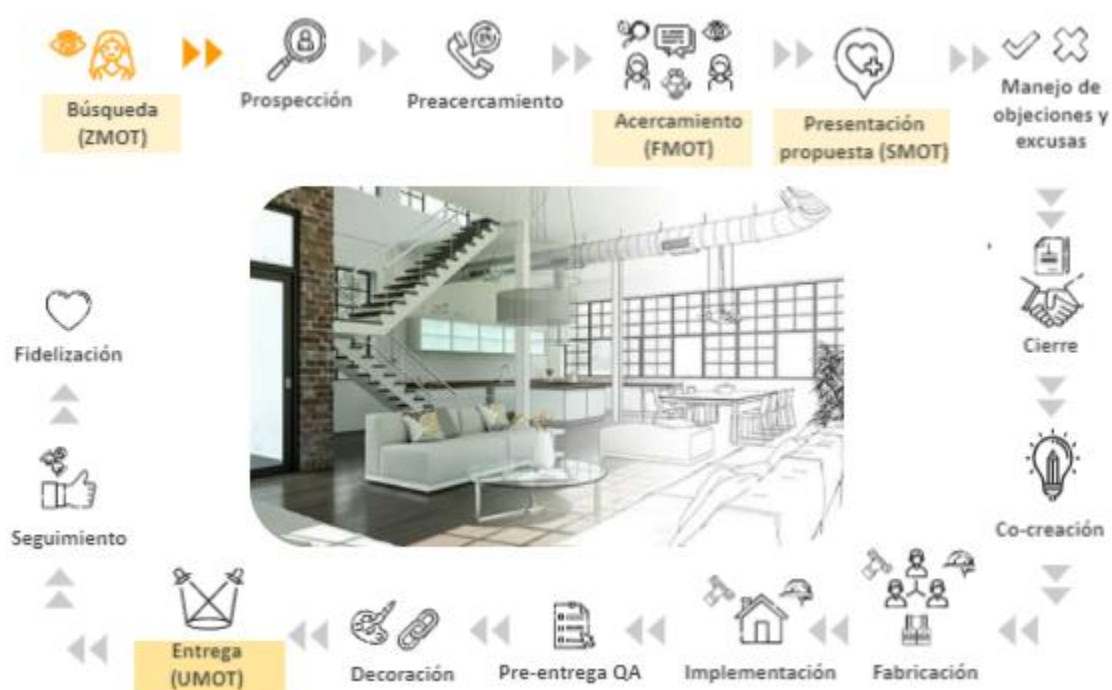 Búsqueda
(ZMOT)
Prospección
Preacercamiento
Acercamiento
(FMOT)
Presentación
propuesta (SMOT)
Manejo de
objeciones y
excusas
Cierre
Co-creación
Fabricación
Implementación
Pre-entrega QA
Decoración
Entrega
(UMOT)
Seguimiento
Fidelización